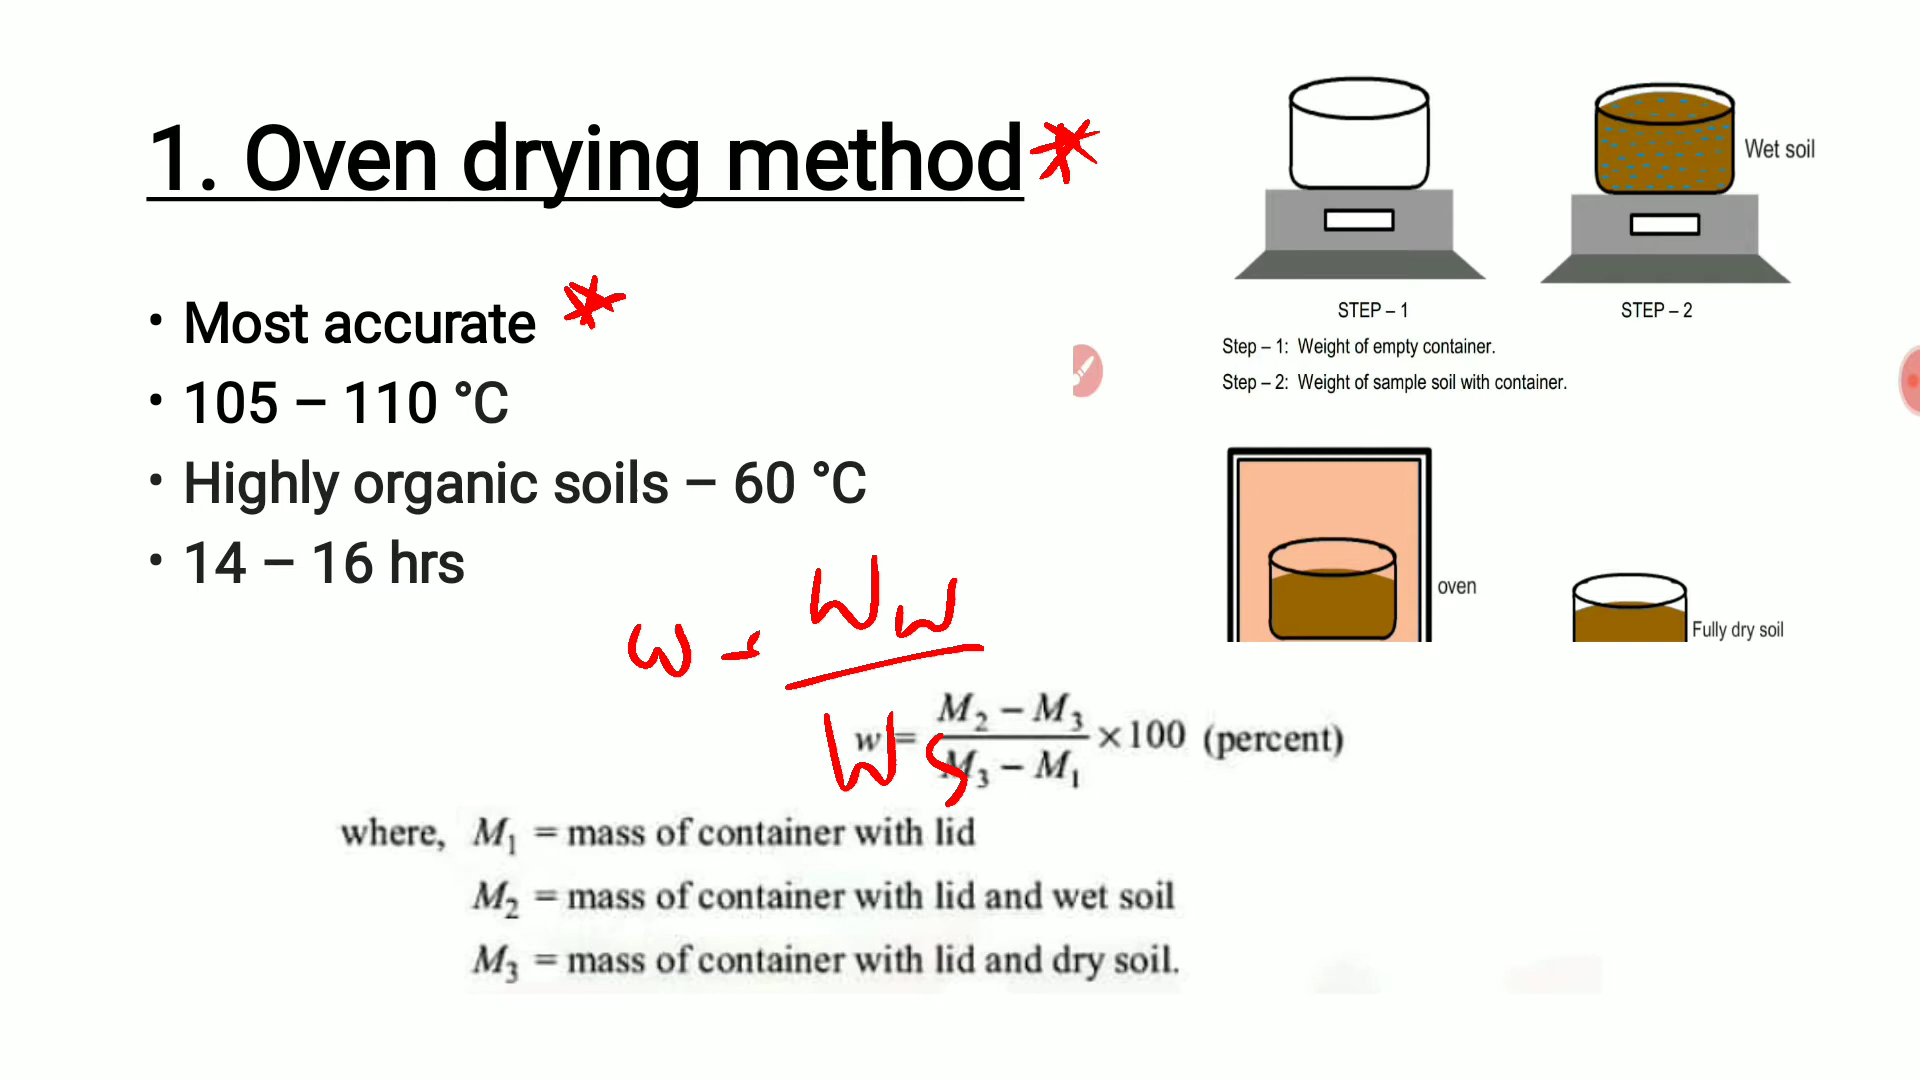 1. Oven drying method
• Most accurate
• 105 – 110 °C
• Highly organic soils – 60 °C
• 14 – 16 hrs
Wet soil
STEP – 1
STEP – 2
Step – 1: Weight of empty container.
Step – 2: Weight of sample soil with container.
oven
Fully dry soil
w = Ww / Ws
w = (M2 – M3) / (M3 – M1) ×100 (percent)
where, M1 = mass of container with lid
M2 = mass of container with lid and wet soil
M3 = mass of container with lid and dry soil.